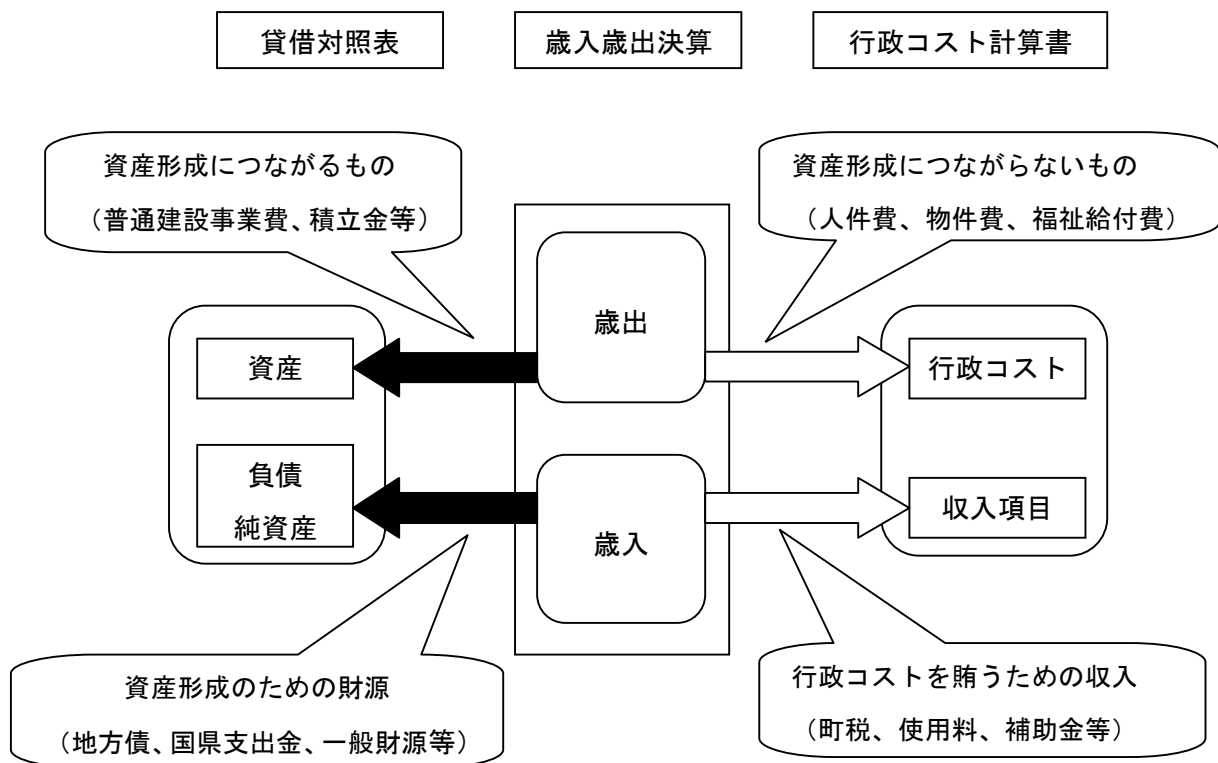 貸借対照表
歳入歳出決算
行政コスト計算書
資産形成につながるもの
（普通建設事業費、積立金等）
資産形成につながらないもの
（人件費、物件費、福祉給付費）
歳出
資産
行政コスト
負債
純資産
歳入
収入項目
資産形成のための財源
（地方債、国県支出金、一般財源等）
行政コストを賄うための収入
（町税、使用料、補助金等）